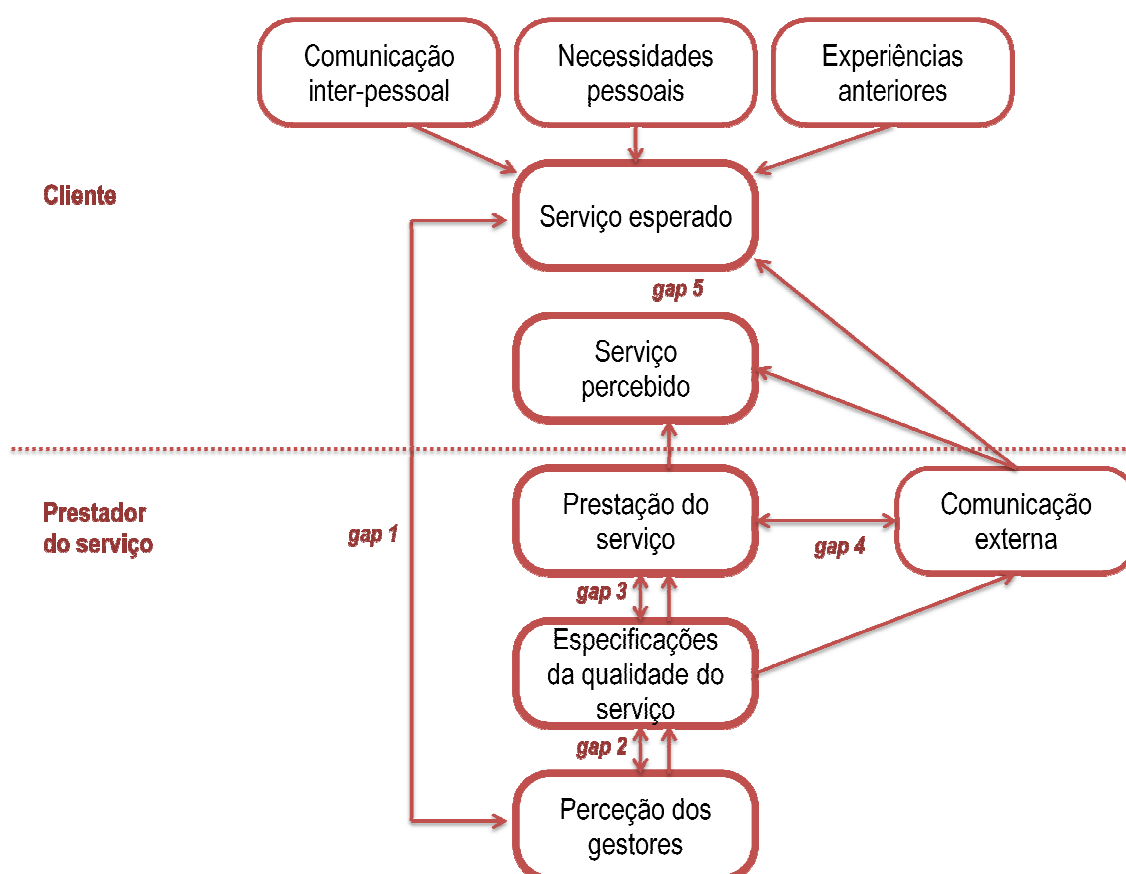 Comunicação
inter-pessoal
Necessidades
pessoais
Experiências
anteriores
Cliente
Serviço esperado
gap 5
Serviço
percebido
Prestador
do serviço
gap 1
Prestação do
serviço
gap 4
Comunicação
externa
gap 3
Especificações
da qualidade do
serviço
gap 2
Perceção dos
gestores